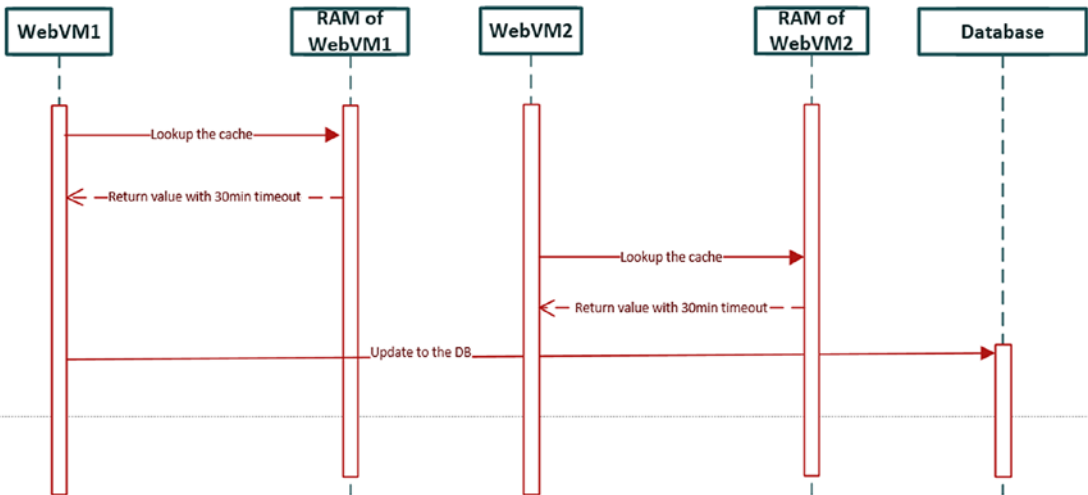 WebVM1
RAM of
WebVM1
WebVM2
RAM of
WebVM2
Database
Lookup the cache
Return value with 30min timeout
Lookup the cache
Return value with 30min timeout
Update to the DB